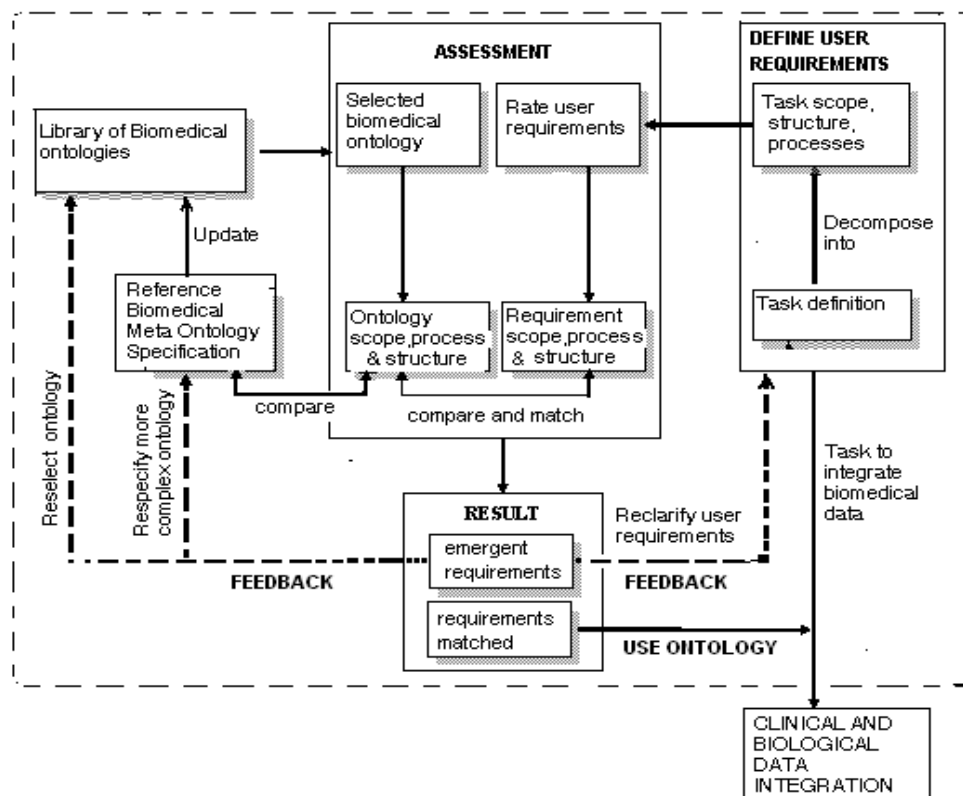 ASSESSMENT
DEFINE USER
REQUIREMENTS
Library of Biomedical
ontologies
Selected
biomedical
ontology
Rate user
requirements
Task scope,
structure,
processes
Update
Decompose
into
Reference
Biomedical
Meta Ontology
Specification
Ontology
scope,process
& structure
Requirement
scope,process
& structure
Task definition
compare
compare and match
Reselect ontology
Respecify more
complex ontology
Task to
integrate
biomedical
data
RESULT
emergent
requirements
Reclarify user
requirements
FEEDBACK
FEEDBACK
requirements
matched
USE ONTOLOGY
CLINICAL AND
BIOLOGICAL
DATA
INTEGRATION